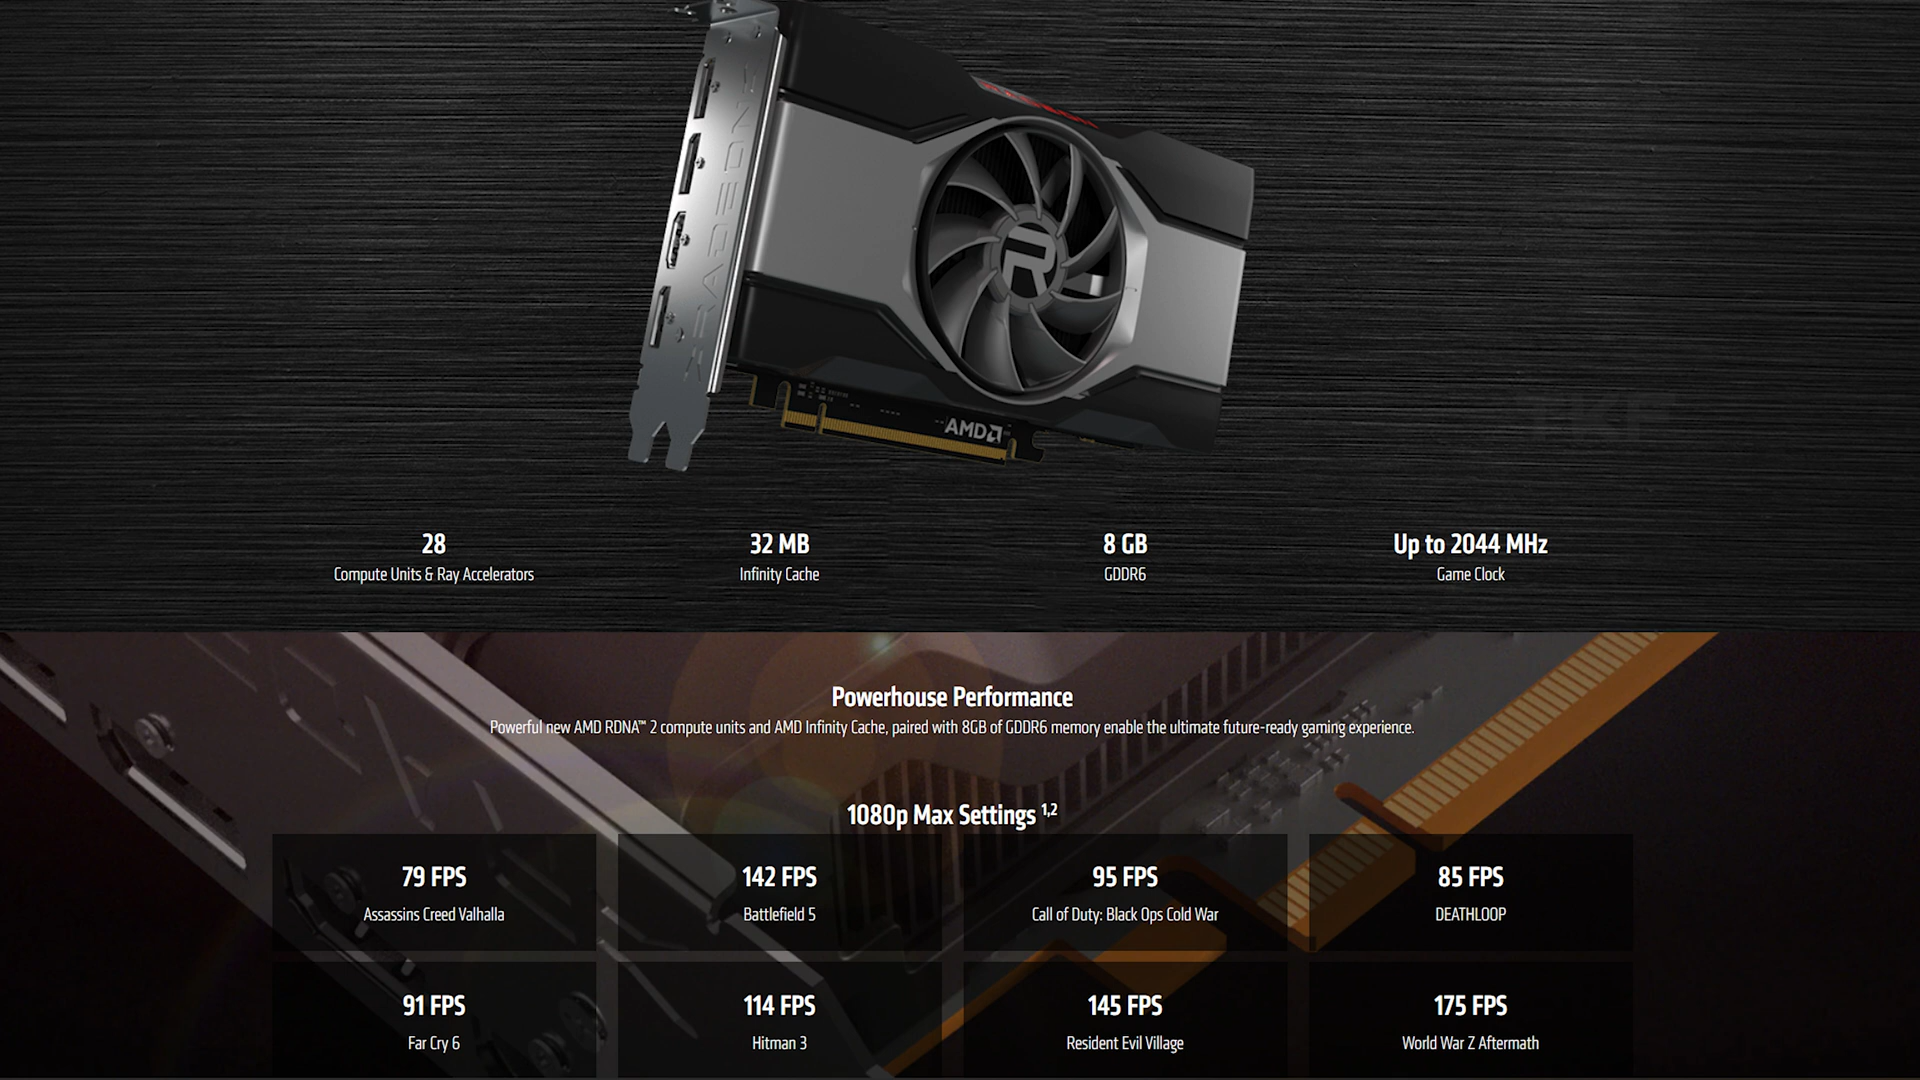 RADEON
R
AMD
28
Compute Units & Ray Accelerators
32 MB
Infinity Cache
8 GB
GDDR6
Up to 2044 MHz
Game Clock
Powerhouse Performance
Powerful new AMD RDNA™ 2 compute units and AMD Infinity Cache, paired with 8GB of GDDR6 memory enable the ultimate future-ready gaming experience.
1080p Max Settings 1,2
79 FPS
Assassins Creed Valhalla
142 FPS
Battlefield 5
95 FPS
Call of Duty: Black Ops Cold War
85 FPS
DEATHLOOP
91 FPS
Far Cry 6
114 FPS
Hitman 3
145 FPS
Resident Evil Village
175 FPS
World War Z Aftermath